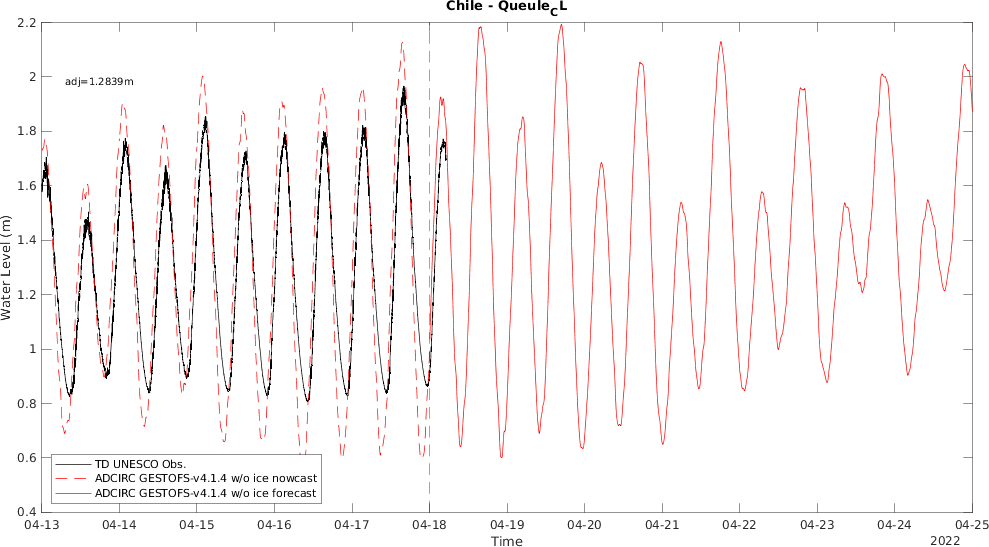 Chile - Queule_CL
adj=1.2839m
Water Level (m)
2.2
2
1.8
1.6
1.4
1.2
1
0.8
0.6
0.4
TD UNESCO Obs.
ADCIRC GESTOFS-v4.1.4 w/o ice nowcast
ADCIRC GESTOFS-v4.1.4 w/o ice forecast
04-13 04-14 04-15 04-16 04-17 04-18 04-19 04-20 04-21 04-22 04-23 04-24 04-25
Time
2022